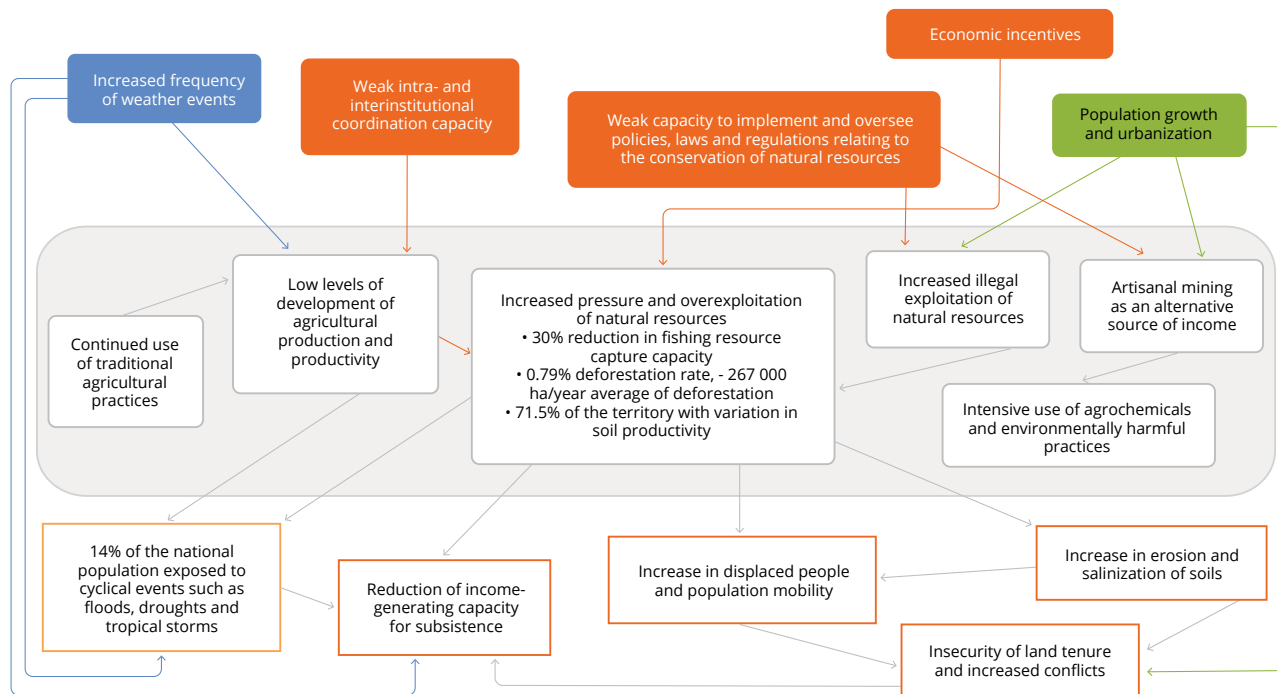 Economic incentives
Increased frequency
of weather events
Weak intra- and
interinstitutional
coordination capacity
Weak capacity to implement and oversee
policies, laws and regulations relating to
the conservation of natural resources
Population growth
and urbanization
Continued use
of traditional
agricultural
practices
Low levels of
development of
agricultural
production and
productivity
Increased pressure and overexploitation
of natural resources
• 30% reduction in fishing resource
capture capacity
• 0.79% deforestation rate, - 267 000
ha/year average of deforestation
• 71.5% of the territory with variation in
soil productivity
Increased illegal
exploitation of
natural resources
Artisanal mining
as an alternative
source of income
Intensive use of agrochemicals
and environmentally harmful
practices
14% of the national
population exposed to
cyclical events such as
floods, droughts and
tropical storms
Reduction of income-
generating capacity
for subsistence
Increase in displaced people
and population mobility
Increase in erosion and
salinization of soils
Insecurity of land tenure
and increased conflicts